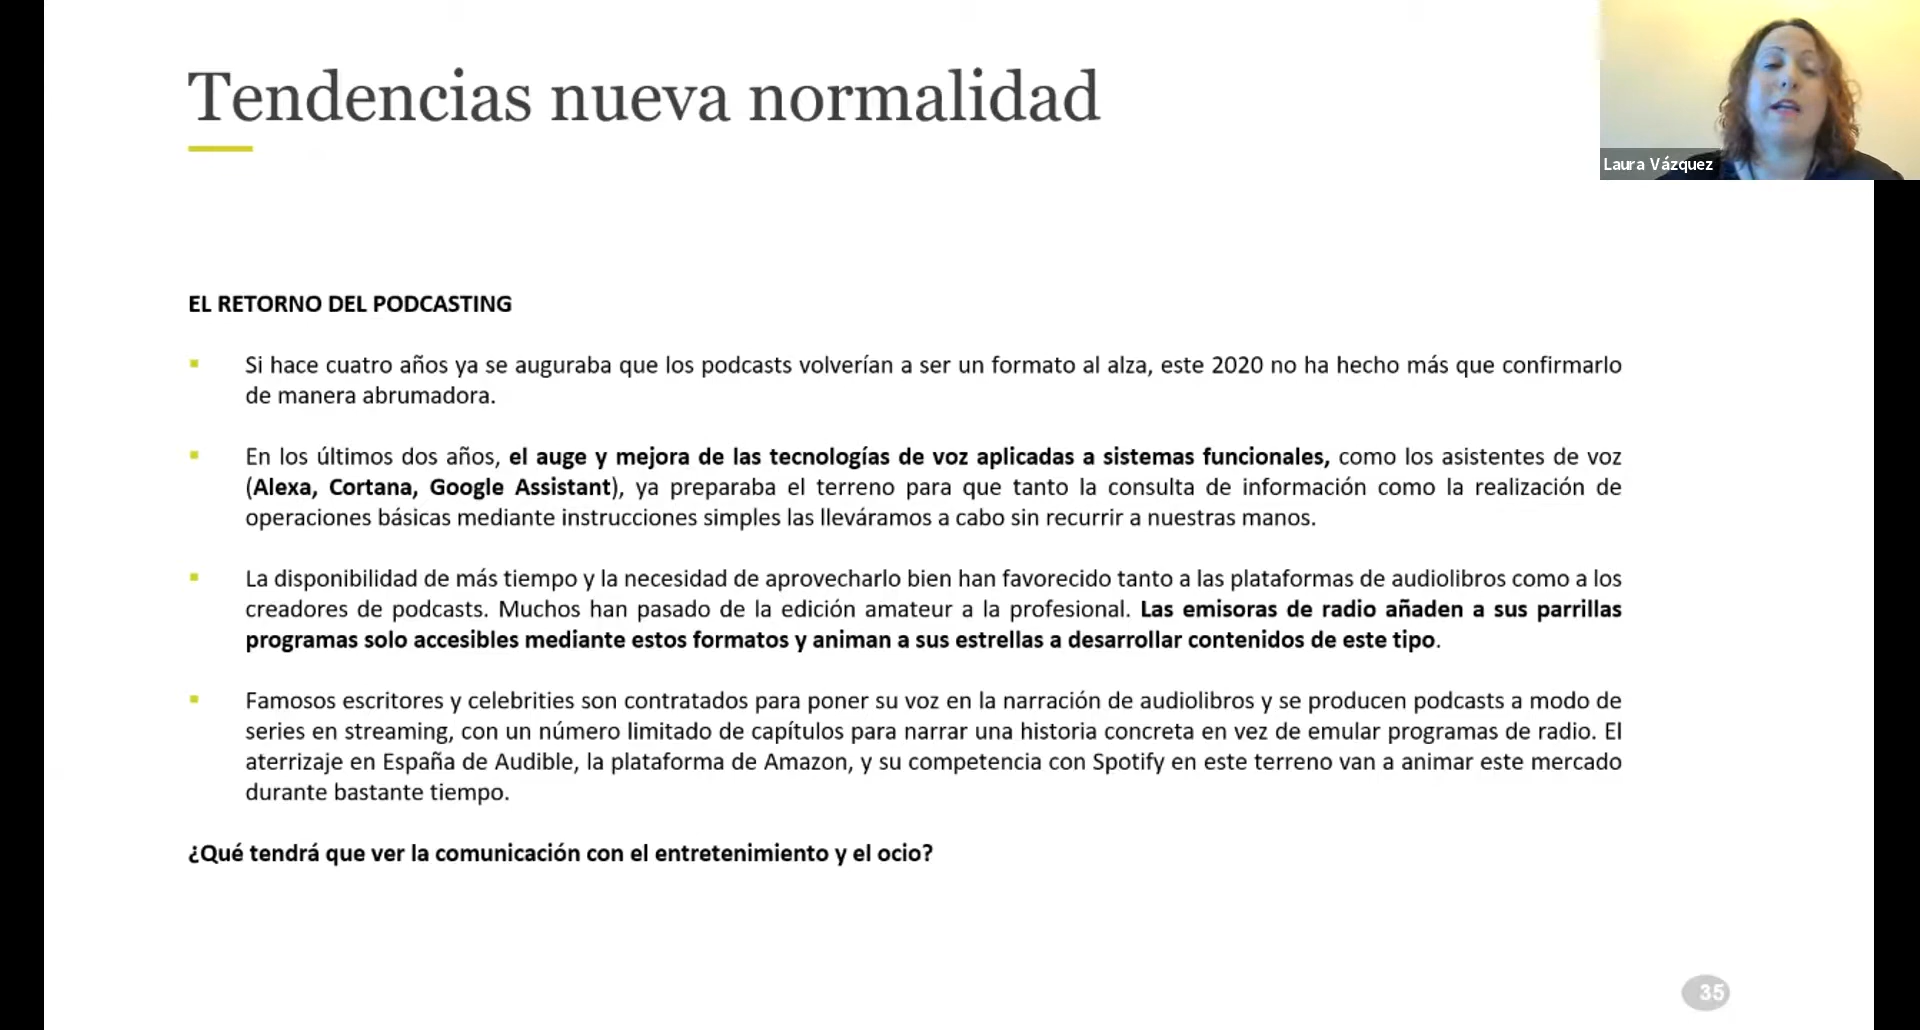 Tendencias nueva normalidad
Laura Vázquez
EL RETORNO DEL PODCASTING
Si hace cuatro años ya se auguraba que los podcasts volverían a ser un formato al alza, este 2020 no ha hecho más que confirmarlo
de manera abrumadora.
En los últimos dos años, el auge y mejora de las tecnologías de voz aplicadas a sistemas funcionales, como los asistentes de voz
(Alexa, Cortana, Google Assistant), ya preparaba el terreno para que tanto la consulta de información como la realización de
operaciones básicas mediante instrucciones simples las lleváramos a cabo sin recurrir a nuestras manos.
La disponibilidad de más tiempo y la necesidad de aprovecharlo bien han favorecido tanto a las plataformas de audiolibros como a los
creadores de podcasts. Muchos han pasado de la edición amateur a la profesional. Las emisoras de radio añaden a sus parrillas
programas solo accesibles mediante estos formatos y animan a sus estrellas a desarrollar contenidos de este tipo.
Famosos escritores y celebrities son contratados para poner su voz en la narración de audiolibros y se producen podcasts a modo de
series en streaming, con un número limitado de capítulos para narrar una historia concreta en vez de emular programas de radio. El
aterrizaje en España de Audible, la plataforma de Amazon, y su competencia con Spotify en este terreno van a animar este mercado
durante bastante tiempo.
¿Qué tendrá que ver la comunicación con el entretenimiento y el ocio?
35